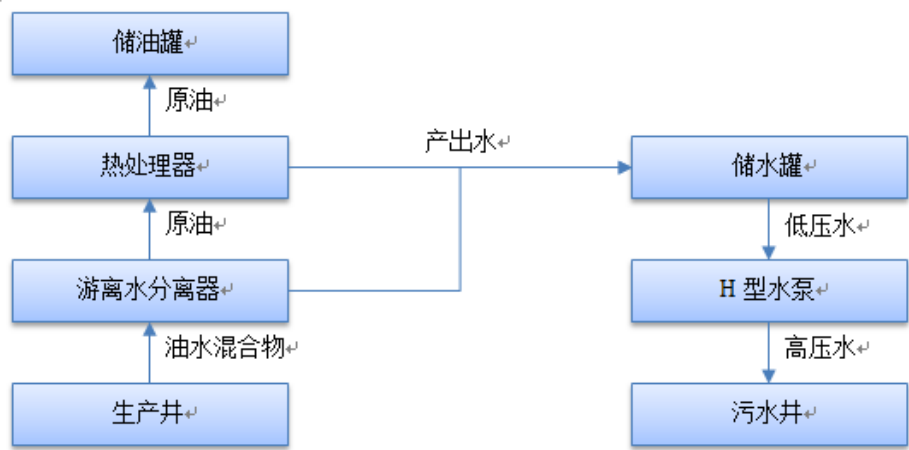 储油罐
原油
热处理器
产出水
储水罐
原油
低压水
游离水分离器
H 型水泵
油水混合物
高压水
生产井
污水井